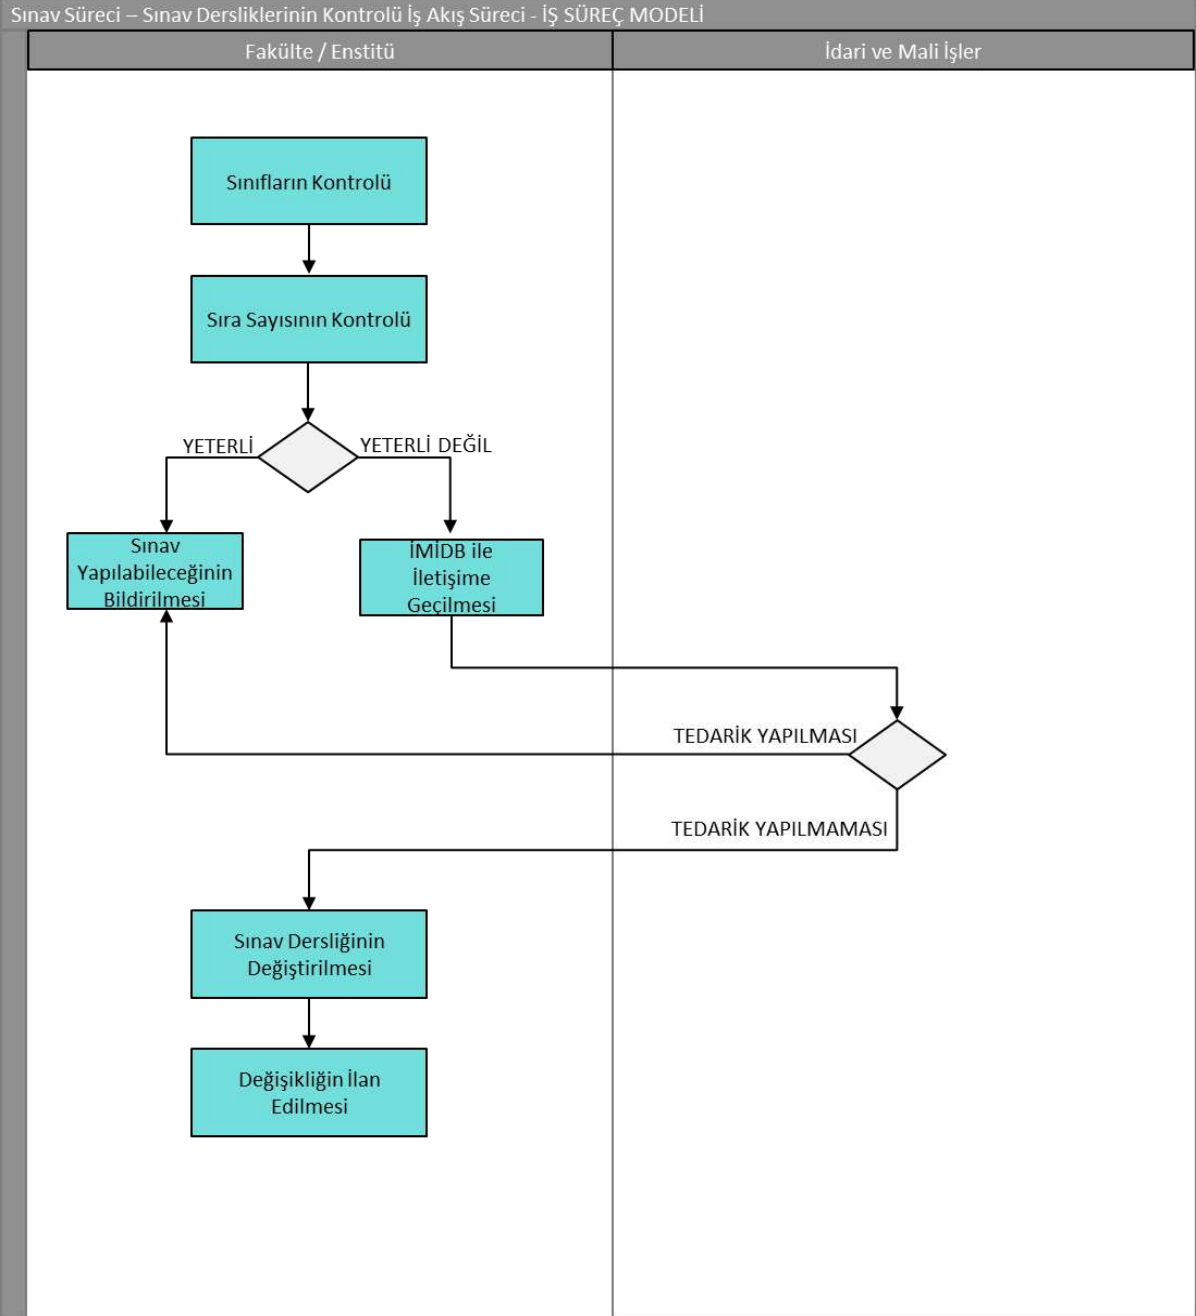 Sınav Süreci – Sınav Dersliklerinin Kontrolü İş Akış Süreci - İŞ SÜREÇ MODELİ
Fakülte / Enstitü
İdari ve Mali İşler
Sınıfların Kontrolü
Sıra Sayısının Kontrolü
YETERLİ
YETERLİ DEĞİL
Sınav
Yapılabileceğinin
Bildirilmesi
İMİDB ile
İletişime
Geçilmesi
TEDARİK YAPILMASI
TEDARİK YAPILMAMASI
Sınav Dersliğinin
Değiştirilmesi
Değişikliğin İlan
Edilmesi